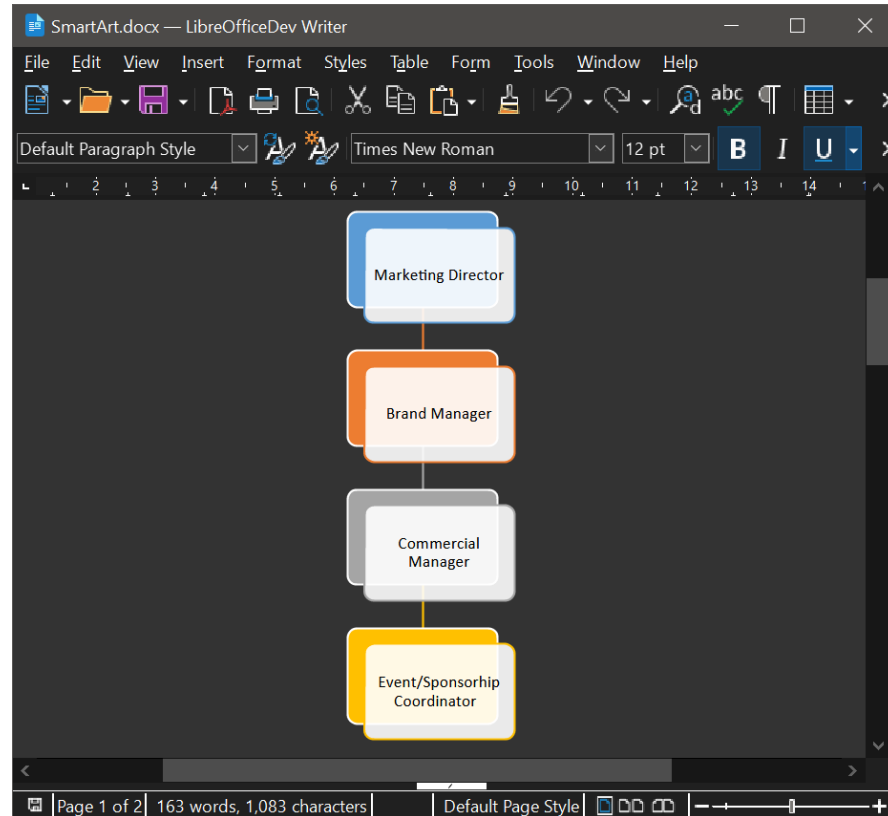 SmartArt.docx — LibreOfficeDev Writer
File Edit View Insert Format Styles Table Form Tools Window Help
abc
Default Paragraph Style Times New Roman 12 pt B I U
2 3 4 5 6 7 8 9 10 11 12 13 14 1
Marketing Director
Brand Manager
Commercial
Manager
Event/Sponsorhip
Coordinator
Page 1 of 2 163 words, 1,083 characters Default Page Style